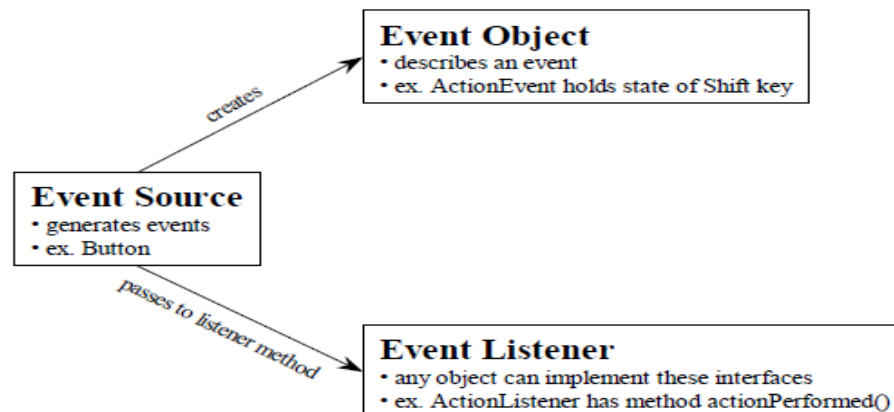 Event Object
• describes an event
• ex. ActionEvent holds state of Shift key
creates
Event Source
• generates events
• ex. Button
passes to listener method
Event Listener
• any object can implement these interfaces
• ex. ActionListener has method actionPerformed()